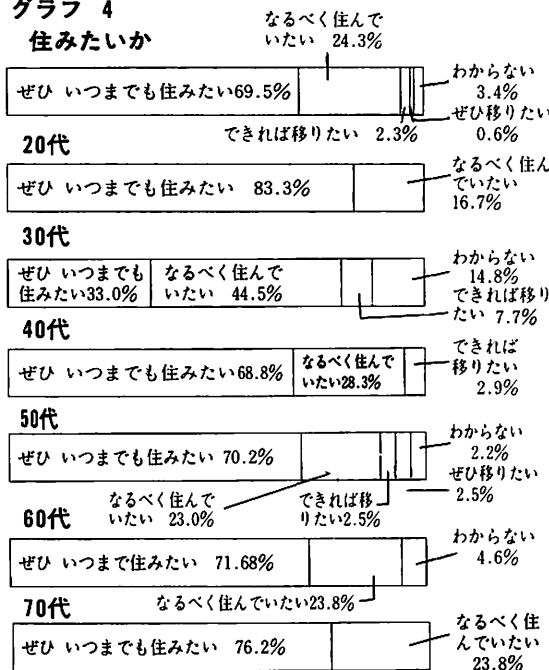 グラフ 4
住みたいか
なるべく住んで
いたい 24.3%
ぜひ いつまでも住みたい69.5%
わからない
3.4%
ぜひ移りたい
0.6%
できれば移りたい 2.3%
20代
ぜひ いつまでも住みたい 83.3%
なるべく住ん
でいたい
16.7%
30代
ぜひ いつまでも
住みたい33.0%
なるべく住んで
いたい 44.5%
わからない
14.8%
できれば移り
たい 7.7%
40代
ぜひ いつまでも住みたい68.8%
なるべく住んで
いたい28.3%
できれば
移りたい
2.9%
50代
ぜひ いつまでも住みたい 70.2%
わからない
2.2%
ぜひ移りたい
2.5%
なるべく住んで
いたい 23.0%
できれば移
りたい2.5%
60代
ぜひ いつまで住みたい 71.68%
わからない
4.6%
なるべく住んでいたい23.8%
70代
ぜひ いつまでも住みたい 76.2%
なるべく住
んでいたい
23.8%